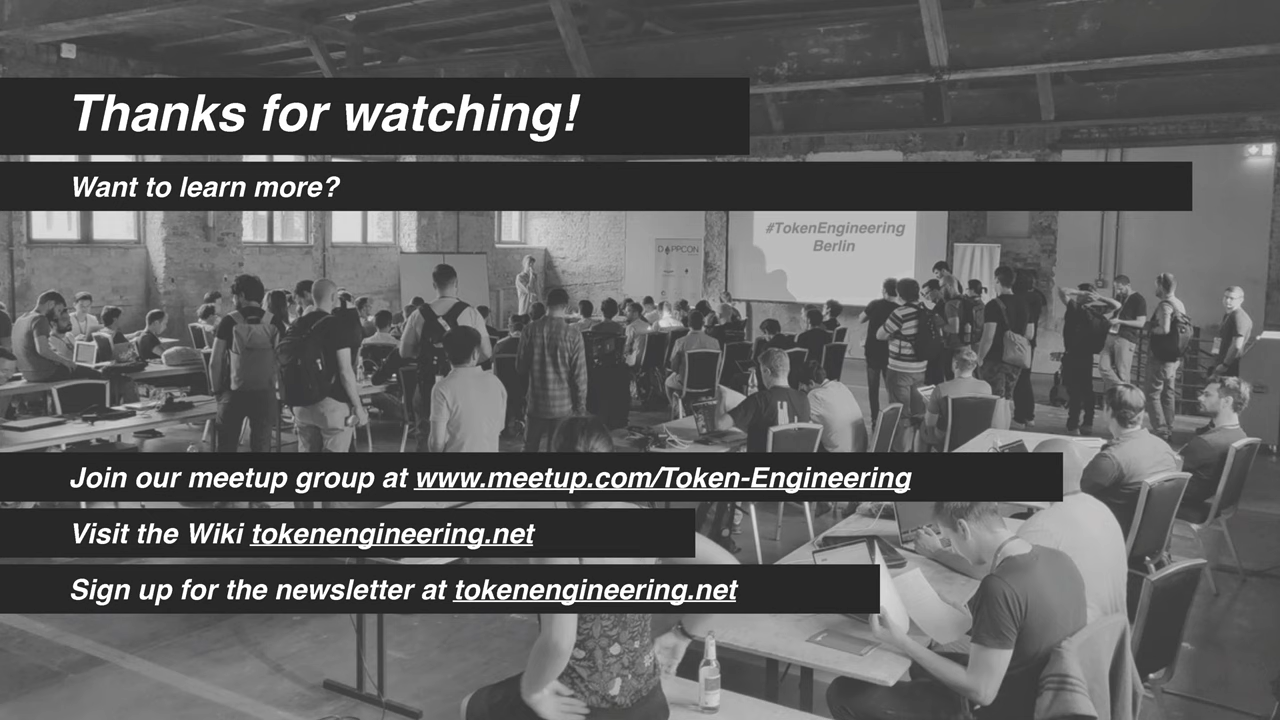 Thanks for watching!
Want to learn more?
#TokenEngineering
Berlin
DAPPCON
Join our meetup group at www.meetup.com/Token-Engineering
Visit the Wiki tokenengineering.net
Sign up for the newsletter at tokenengineering.net